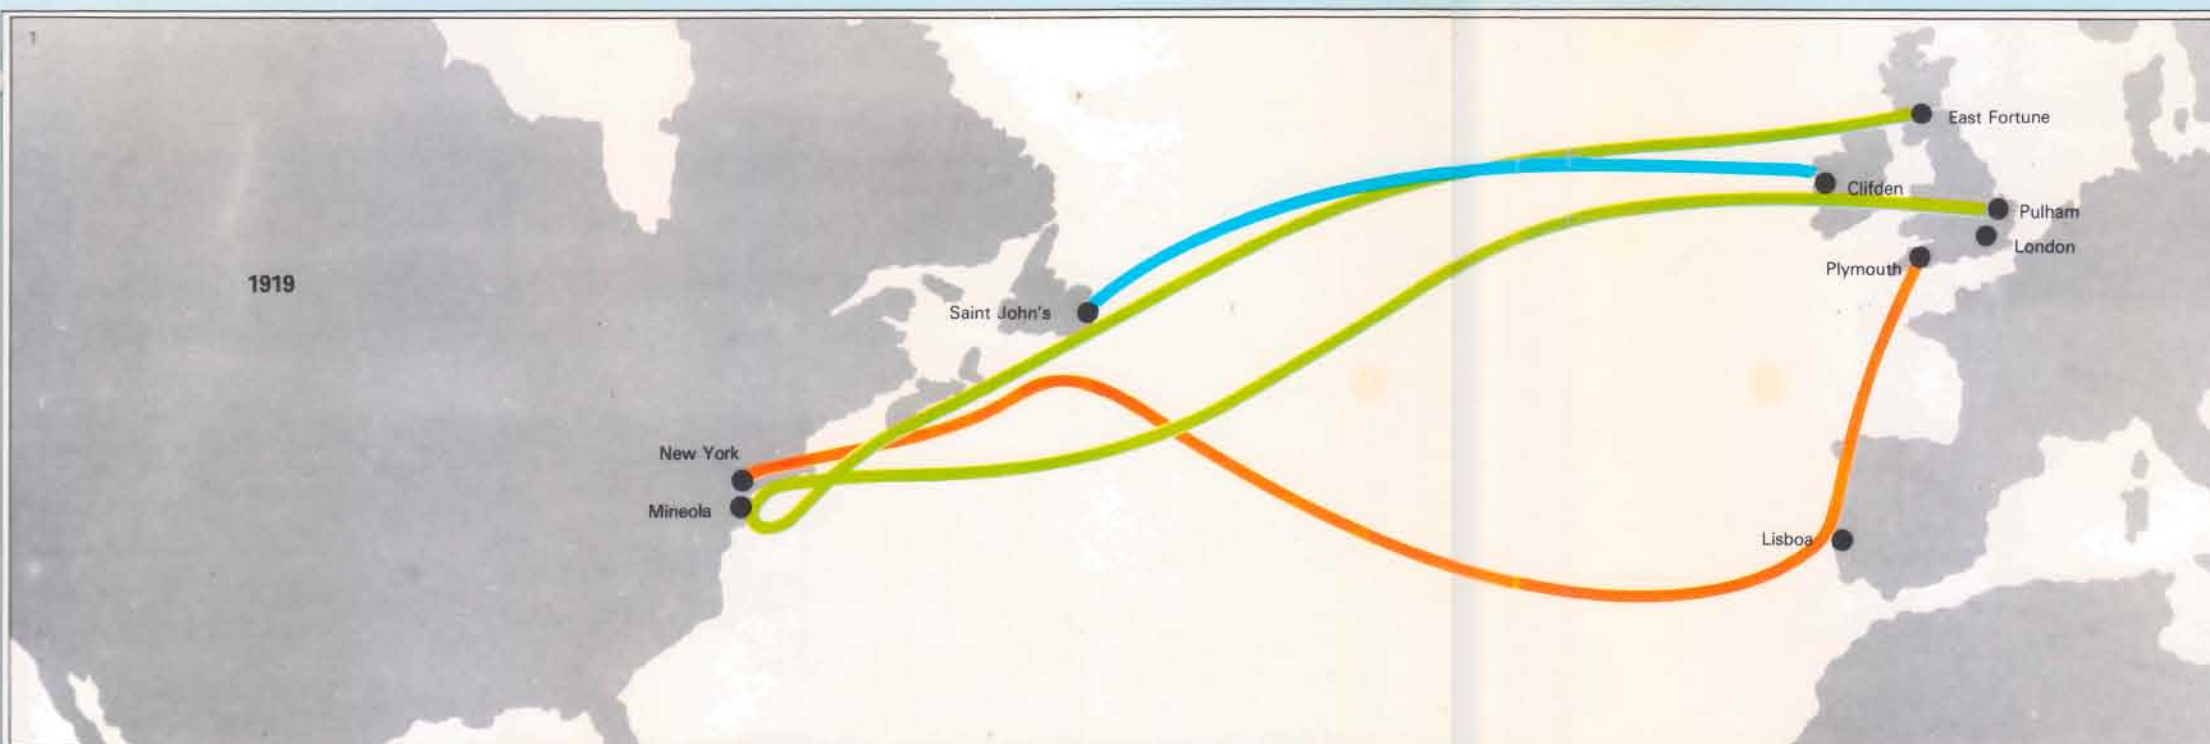 1
East Fortune
Clifden
Pulham
London
Plymouth
1919
Saint John's
New York
Mineola
Lisboa